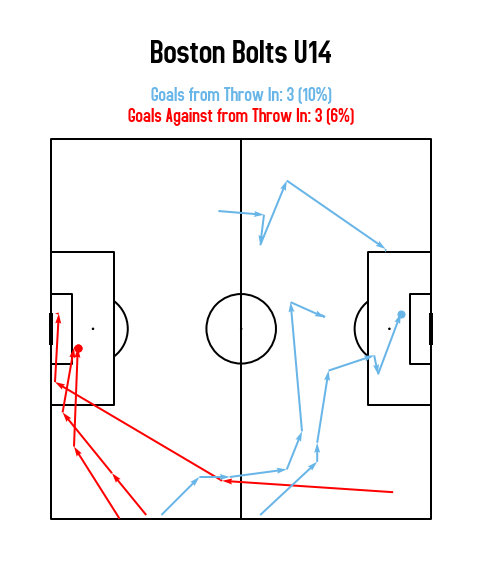 Boston Bolts U14
Goals from Throw In: 3 (10%)
Goals Against from Throw In: 3 (6%)